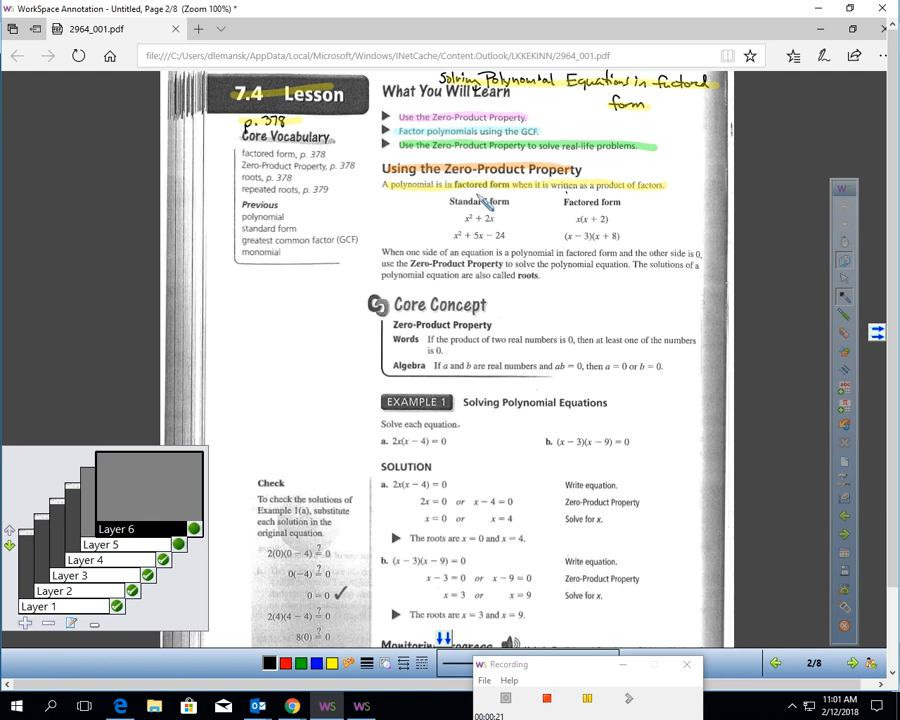 WorkSpace Annotation - Untitled, Page 2/8 (Zoom 100%) *
2964_001.pdf
file:///C:/Users/dlemansk/AppData/Local/Microsoft/Windows/INetCache/Content.Outlook/LKKEKINN/2964_001.pdf
Solving Polynomial Equations in factored
form
7.4 Lesson
p. 378
Core Vocabulary
factored form, p. 378
Zero-Product Property, p. 378
roots, p. 378
repeated roots, p. 379
Previous
polynomial
standard form
greatest common factor (GCF)
monomial
What You Will Learn
Use the Zero-Product Property.
Factor polynomials using the GCF.
Use the Zero-Product Property to solve real-life problems.
Using the Zero-Product Property
A polynomial is in factored form when it is written as a product of factors.
Standard form Factored form
x² + 2x x(x + 2)
x² + 5x − 24 (x − 3)(x + 8)
When one side of an equation is a polynomial in factored form and the other side is 0,
use the Zero-Product Property to solve the polynomial equation. The solutions of a
polynomial equation are also called roots.
Core Concept
Zero-Product Property
Words If the product of two real numbers is 0, then at least one of the numbers
is 0.
Algebra If a and b are real numbers and ab = 0, then a = 0 or b = 0.
EXAMPLE 1 Solving Polynomial Equations
Solve each equation.
a. 2x(x − 4) = 0 b. (x − 3)(x − 9) = 0
SOLUTION
a. 2x(x − 4) = 0 Write equation.
2x = 0 or x − 4 = 0 Zero-Product Property
x = 0 or x = 4 Solve for x.
The roots are x = 0 and x = 4.
b. (x − 3)(x − 9) = 0 Write equation.
x − 3 = 0 or x − 9 = 0 Zero-Product Property
x = 3 or x = 9 Solve for x.
The roots are x = 3 and x = 9.
Check
To check the solutions of
Example 1(a), substitute
each solution in the
original equation.
2(0)(0 − 4) ≟ 0
0(−4) ≟ 0
0 = 0 ✓
2(4)(4 − 4) ≟ 0
8(0) ≟ 0
Layer 6
Layer 5
Layer 4
Layer 3
Layer 2
Layer 1
2/8
WS Recording
File Help
00:00:21
11:01 AM
2/12/2018